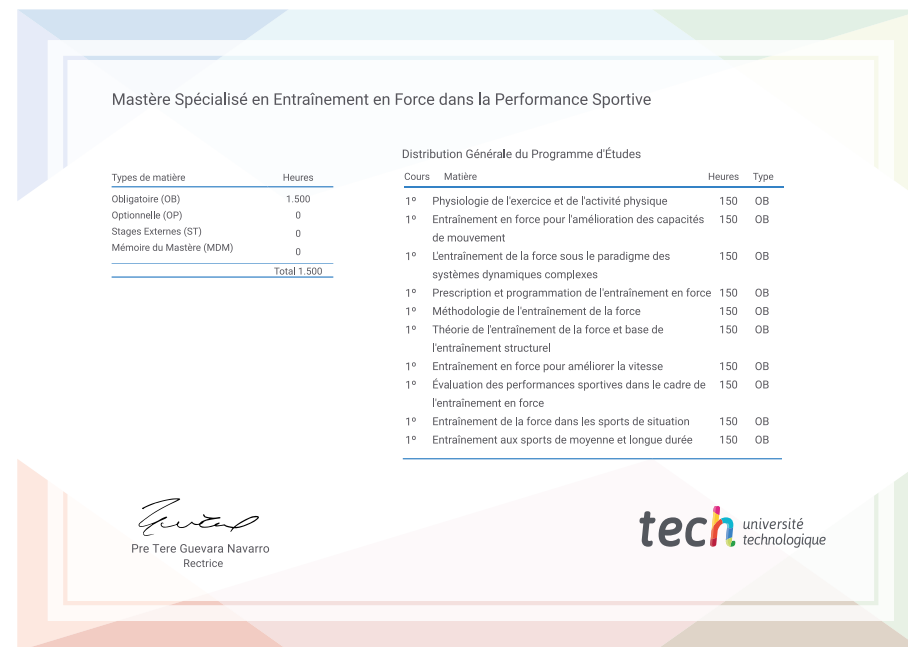 Mastère Spécialisé en Entraînement en Force dans la Performance Sportive
Types de matière Heures
Obligatoire (OB) 1.500
Optionnelle (OP) 0
Stages Externes (ST) 0
Mémoire du Mastère (MDM) 0
Total 1.500
Distribution Générale du Programme d'Études
Cours Matière Heures Type
1º Physiologie de l'exercice et de l'activité physique 150 OB
1º Entraînement en force pour l'amélioration des capacités 150 OB
de mouvement
1º L'entraînement de la force sous le paradigme des 150 OB
systèmes dynamiques complexes
1º Prescription et programmation de l'entraînement en force 150 OB
1º Méthodologie de l'entraînement de la force 150 OB
1º Théorie de l'entraînement de la force et base de 150 OB
l'entraînement structurel
1º Entraînement en force pour améliorer la vitesse 150 OB
1º Évaluation des performances sportives dans le cadre de 150 OB
l'entraînement en force
1º Entraînement de la force dans les sports de situation 150 OB
1º Entraînement aux sports de moyenne et longue durée 150 OB
Pre Tere Guevara Navarro
Rectrice
tech université
technologique